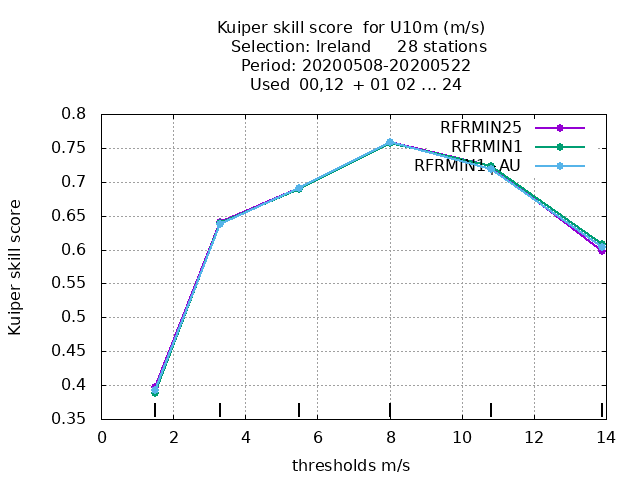 Kuiper skill score  for U10m (m/s)
Selection: Ireland     28 stations
Period: 20200508-20200522
Used  00,12  + 01 02 ... 24
RFRMIN25
RFRMIN1
RFRMIN1+AU
0.8
0.75
0.7
0.65
0.6
0.55
0.5
0.45
0.4
0.35
Kuiper skill score
0 2 4 6 8 10 12 14
thresholds m/s